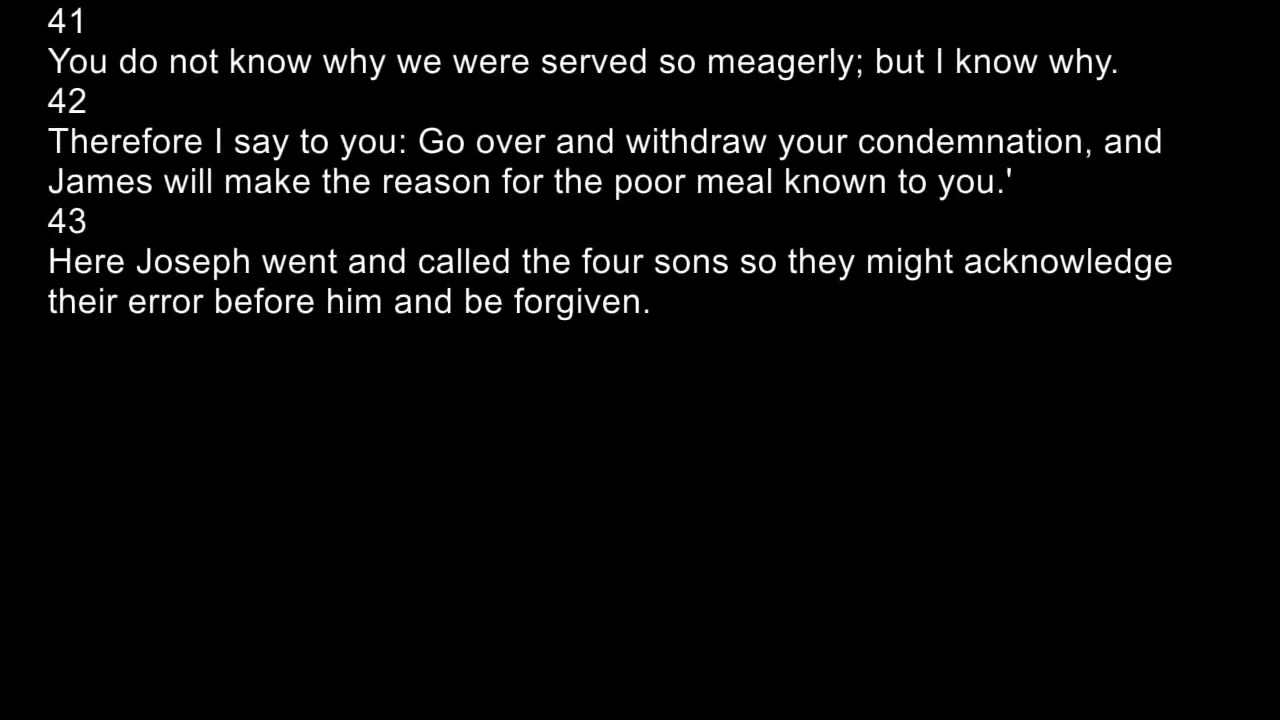 41
You do not know why we were served so meagerly; but I know why.
42
Therefore I say to you: Go over and withdraw your condemnation, and
James will make the reason for the poor meal known to you.'
43
Here Joseph went and called the four sons so they might acknowledge
their error before him and be forgiven.